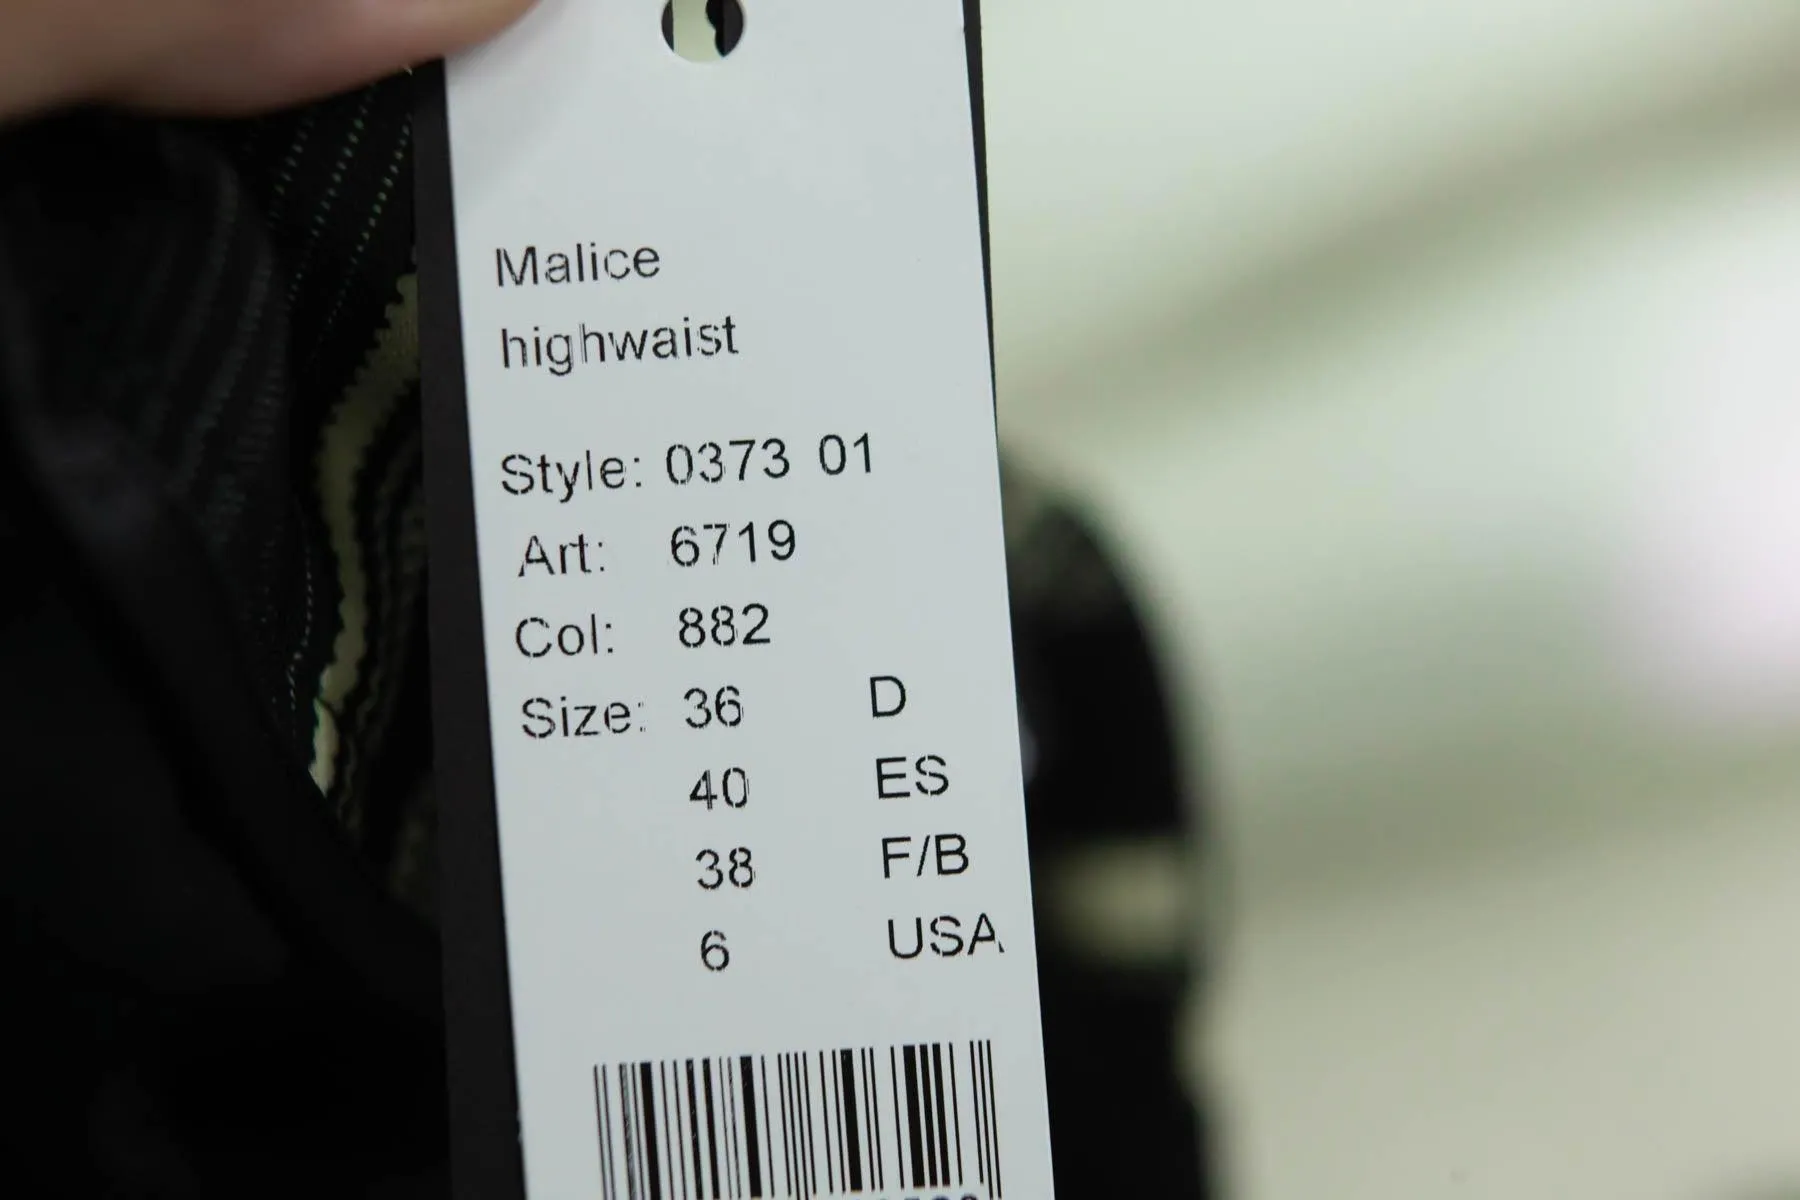 Malice
highwaist
Style: 0373 01
Art: 6719
Col: 882
Size: 36 D
40 ES
38 F/B
6 USA